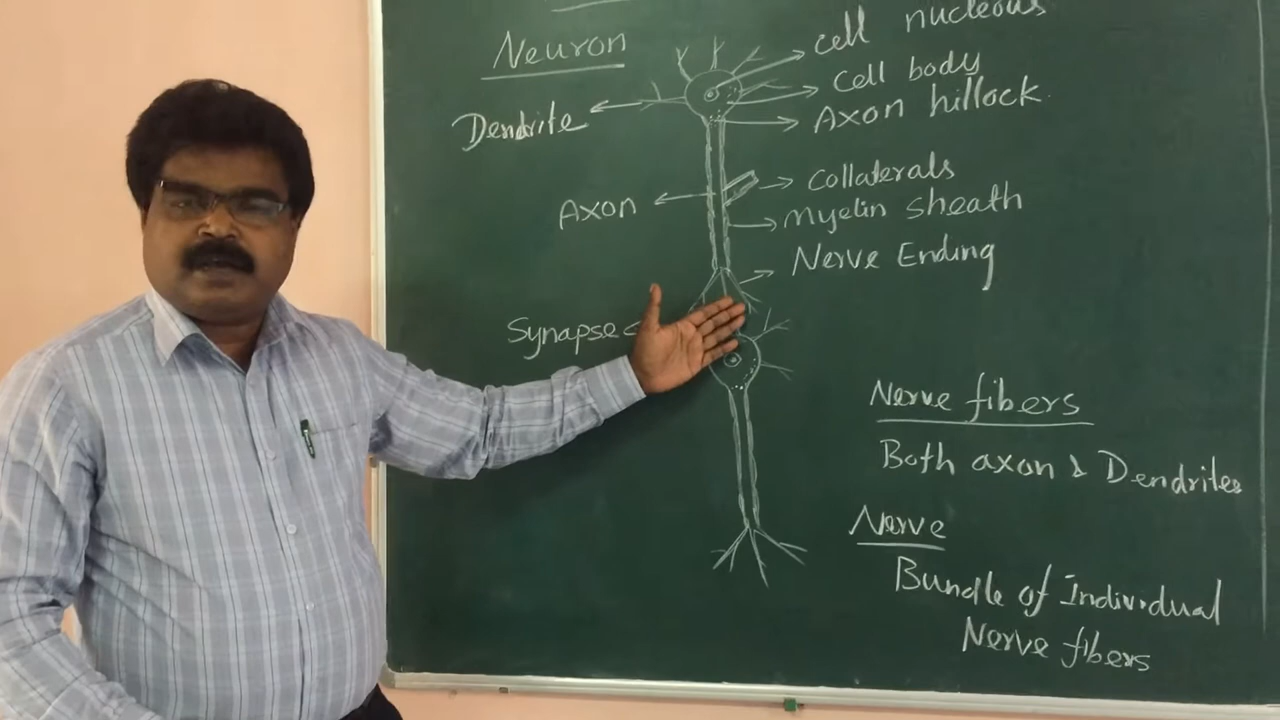 Neuron
cell nucleous
Cell body
Dendrite
Axon hillock
Collaterals
Axon
myelin sheath
Nerve Ending
Synapse
Nerve fibers
Both axon & Dendrites
Nerve
Bundle of Individual
Nerve fibers